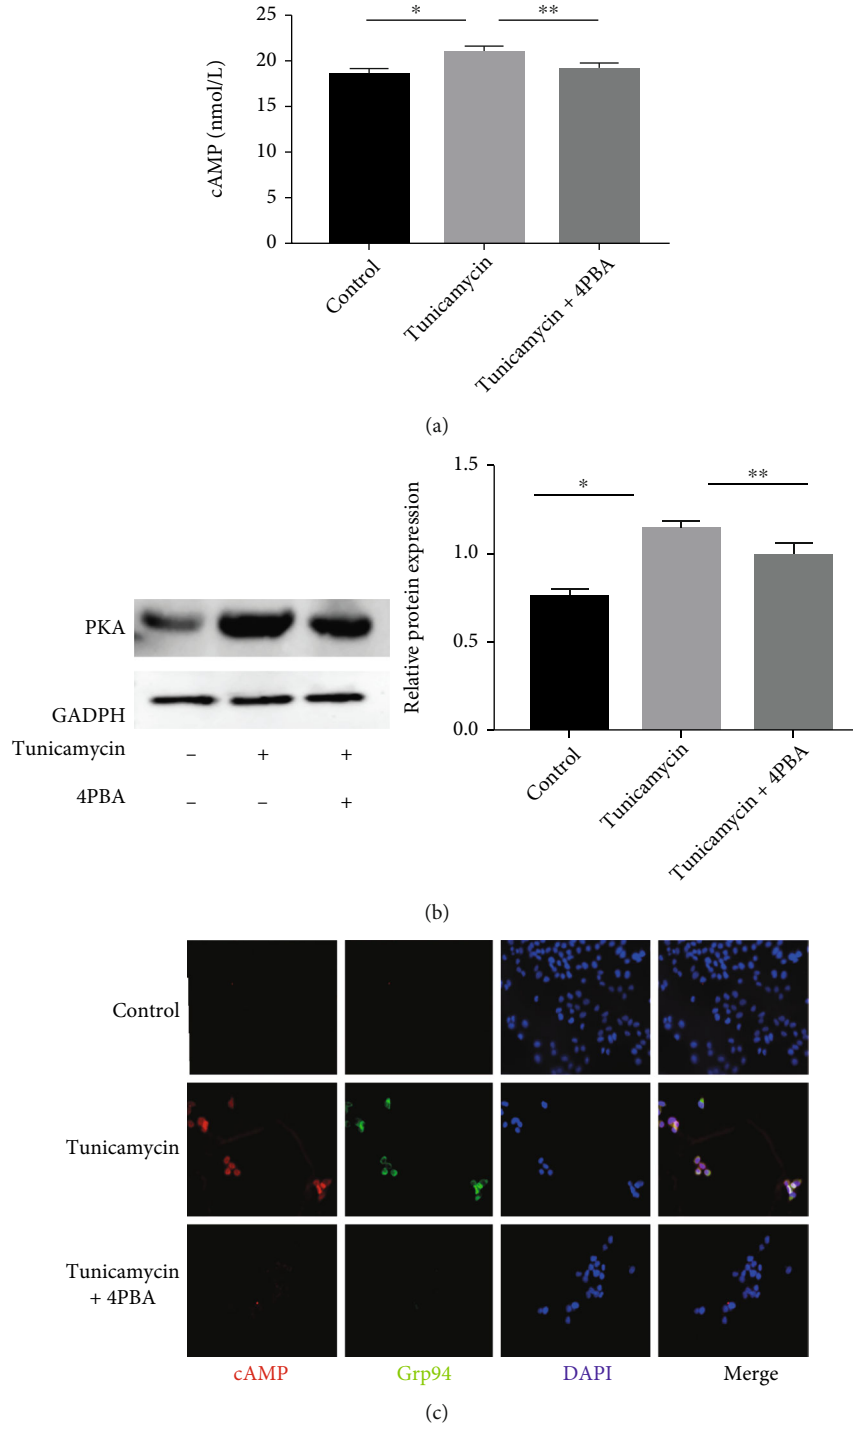 25
20
15
10
5
0
cAMP (nmol/L)
*
**
Control
Tunicamycin
Tunicamycin + 4PBA
(a)
PKA
GADPH
Tunicamycin – + +
4PBA – – +
1.5
1.0
0.5
0.0
Relative protein expression
*
**
Control
Tunicamycin
Tunicamycin + 4PBA
(b)
Control
Tunicamycin
Tunicamycin
+ 4PBA
cAMP Grp94 DAPI Merge
(c)